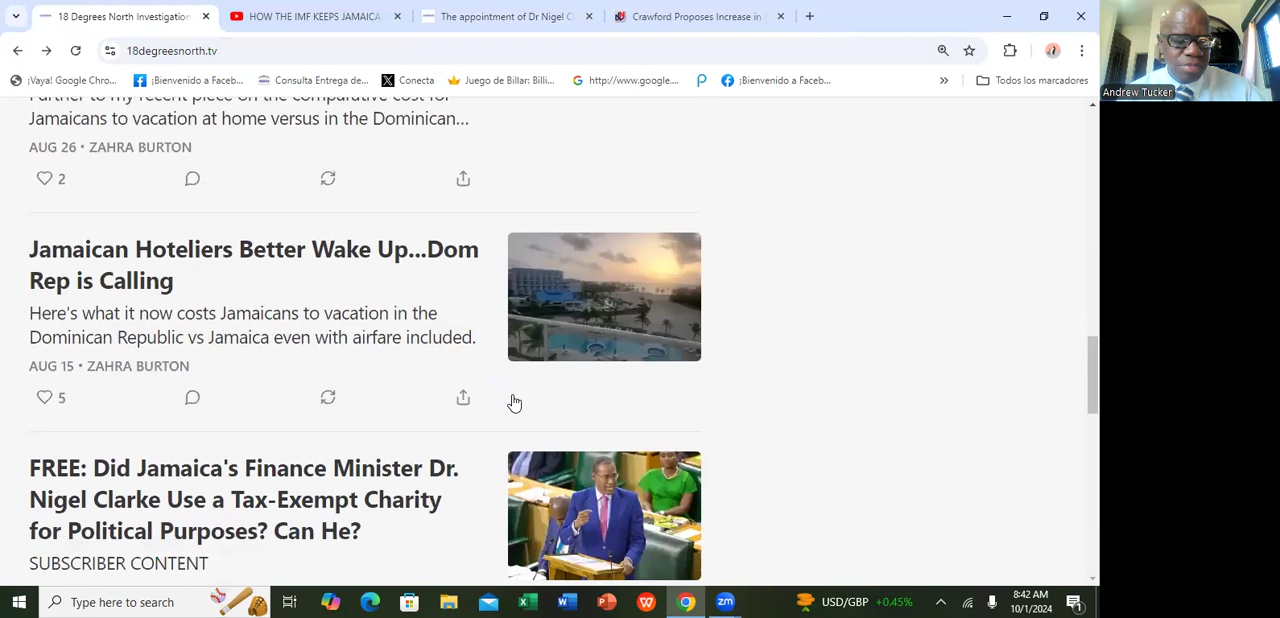 18 Degrees North Investigation
HOW THE IMF KEEPS JAMAICA
The appointment of Dr Nigel C
Crawford Proposes Increase in
18degreesnorth.tv
¡Vaya! Google Chro...
¡Bienvenido a Faceb...
Consulta Entrega de...
Conecta
Juego de Billar: Billi...
http://www.google....
¡Bienvenido a Faceb...
»
Todos los marcadores
Andrew Tucker
Further to my recent piece on the comparative cost for
Jamaicans to vacation at home versus in the Dominican...
AUG 26 • ZAHRA BURTON
2
Jamaican Hoteliers Better Wake Up...Dom
Rep is Calling
Here's what it now costs Jamaicans to vacation in the
Dominican Republic vs Jamaica even with airfare included.
AUG 15 • ZAHRA BURTON
5
FREE: Did Jamaica's Finance Minister Dr.
Nigel Clarke Use a Tax-Exempt Charity
for Political Purposes? Can He?
SUBSCRIBER CONTENT
Type here to search
zm
USD/GBP +0.45%
8:42 AM
10/1/2024
1